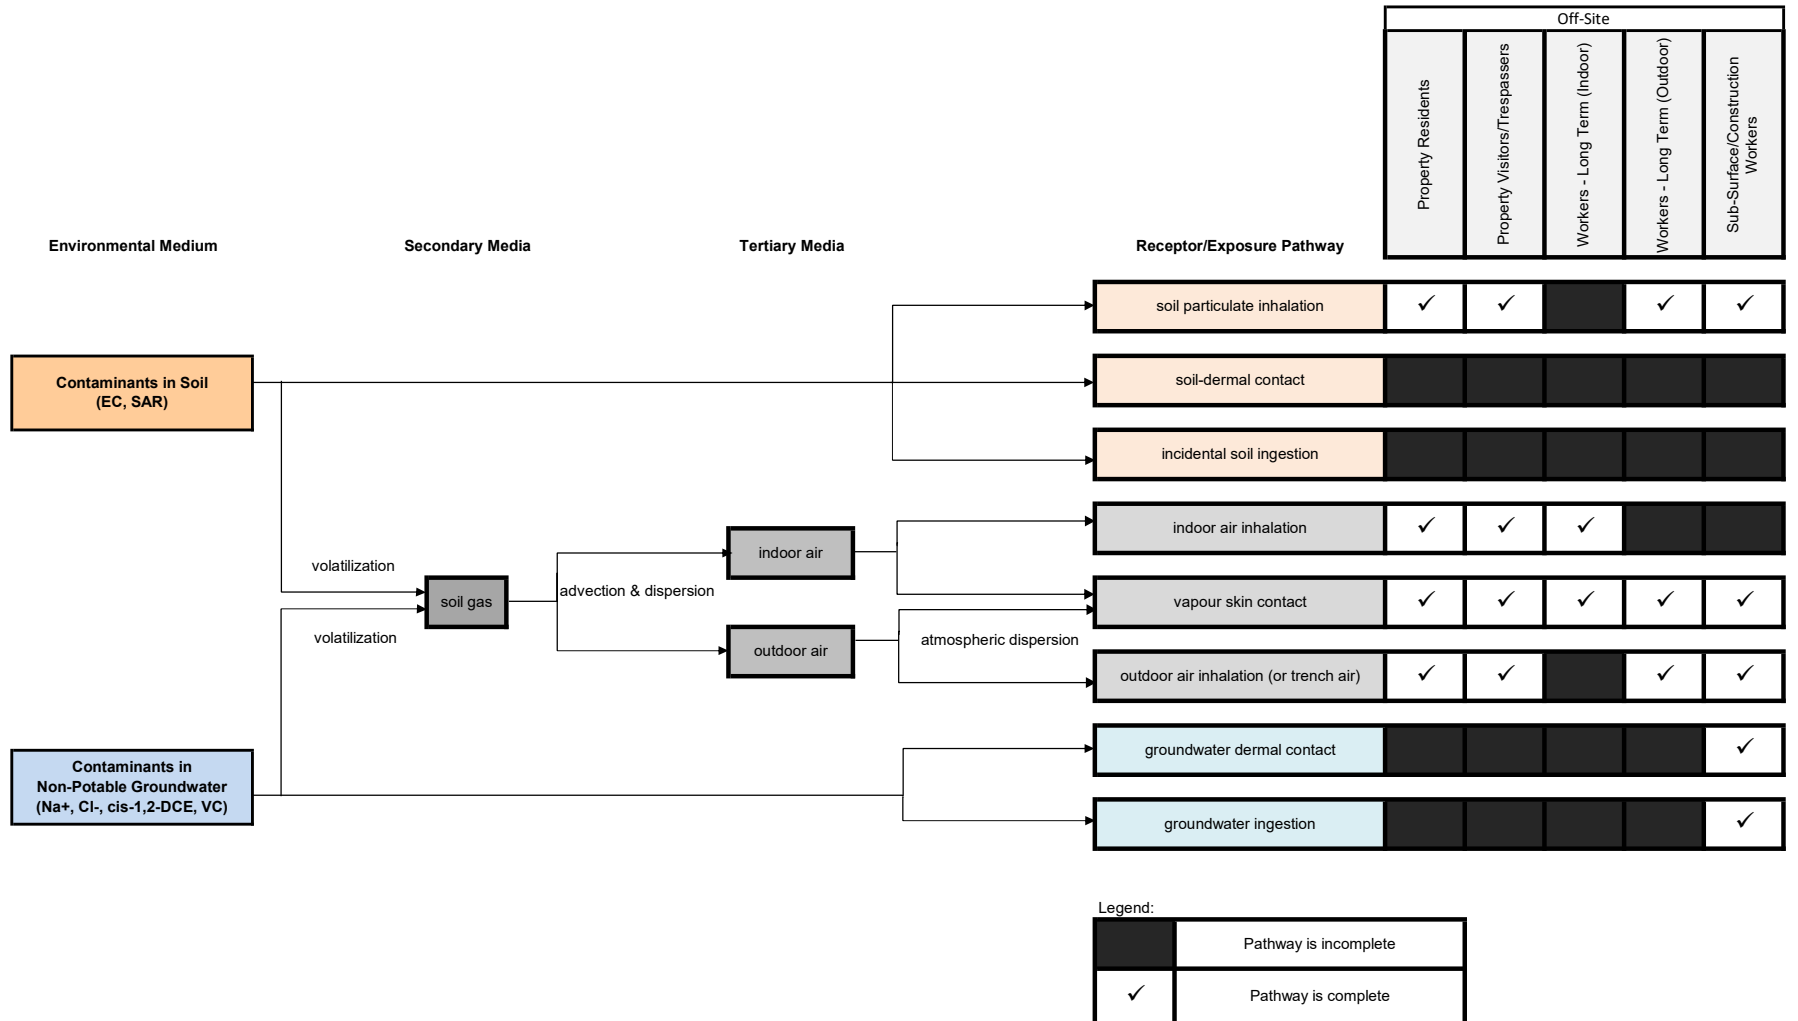 Off-Site
Property Residents
Property Visitors/Trespassers
Workers - Long Term (Indoor)
Workers - Long Term (Outdoor)
Sub-Surface/Construction
Workers
Environmental Medium
Secondary Media
Tertiary Media
Receptor/Exposure Pathway
soil particulate inhalation
✓ ✓ ✓ ✓
Contaminants in Soil
(EC, SAR)
soil-dermal contact
incidental soil ingestion
indoor air inhalation
✓ ✓ ✓
indoor air
volatilization
advection & dispersion
soil gas
vapour skin contact
✓ ✓ ✓ ✓ ✓
volatilization
atmospheric dispersion
outdoor air
outdoor air inhalation (or trench air)
✓ ✓ ✓ ✓
groundwater dermal contact
✓
Contaminants in
Non-Potable Groundwater
(Na+, Cl-, cis-1,2-DCE, VC)
groundwater ingestion
✓
Legend:
Pathway is incomplete
✓ Pathway is complete